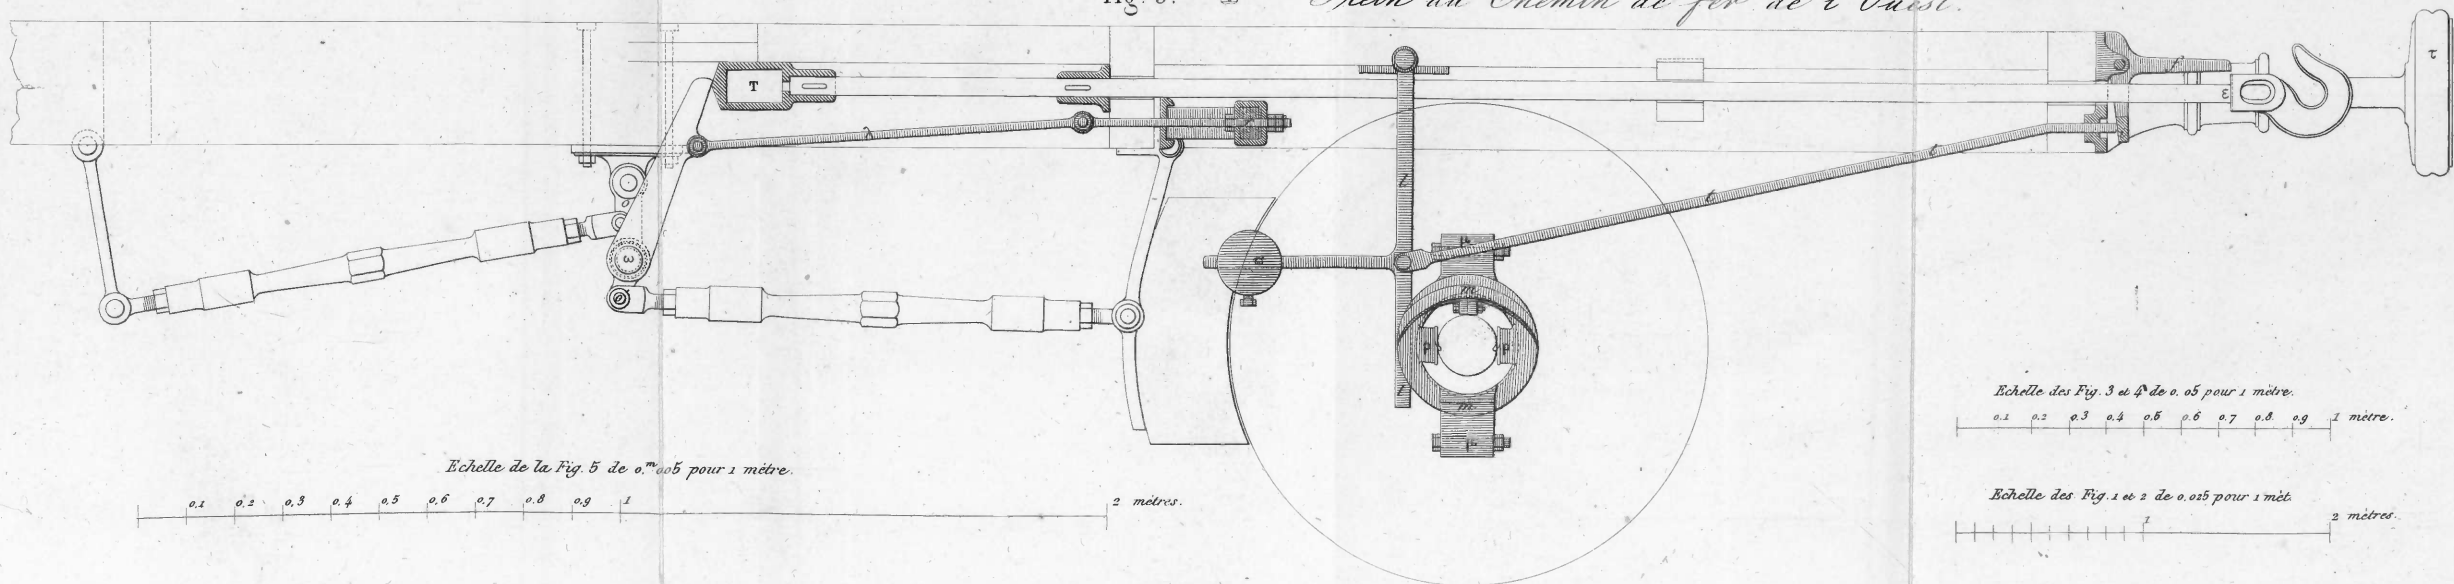 Fig. 5. Frein du Chemin de fer de l'Ouest.
T
λ
l
t
t
ε
τ
ω
a
μ
m
p
p
l
m
μ
Echelle des Fig. 3 et 4 de 0.05 pour 1 mètre.
0.1 0.2 0.3 0.4 0.5 0.6 0.7 0.8 0.9 1 mètre.
Echelle de la Fig. 5 de 0.m005 pour 1 mètre.
0.1 0.2 0.3 0.4 0.5 0.6 0.7 0.8 0.9 1 2 mètres.
Echelle des Fig. 1 et 2 de 0.025 pour 1 mèt.
1 2 mètres.